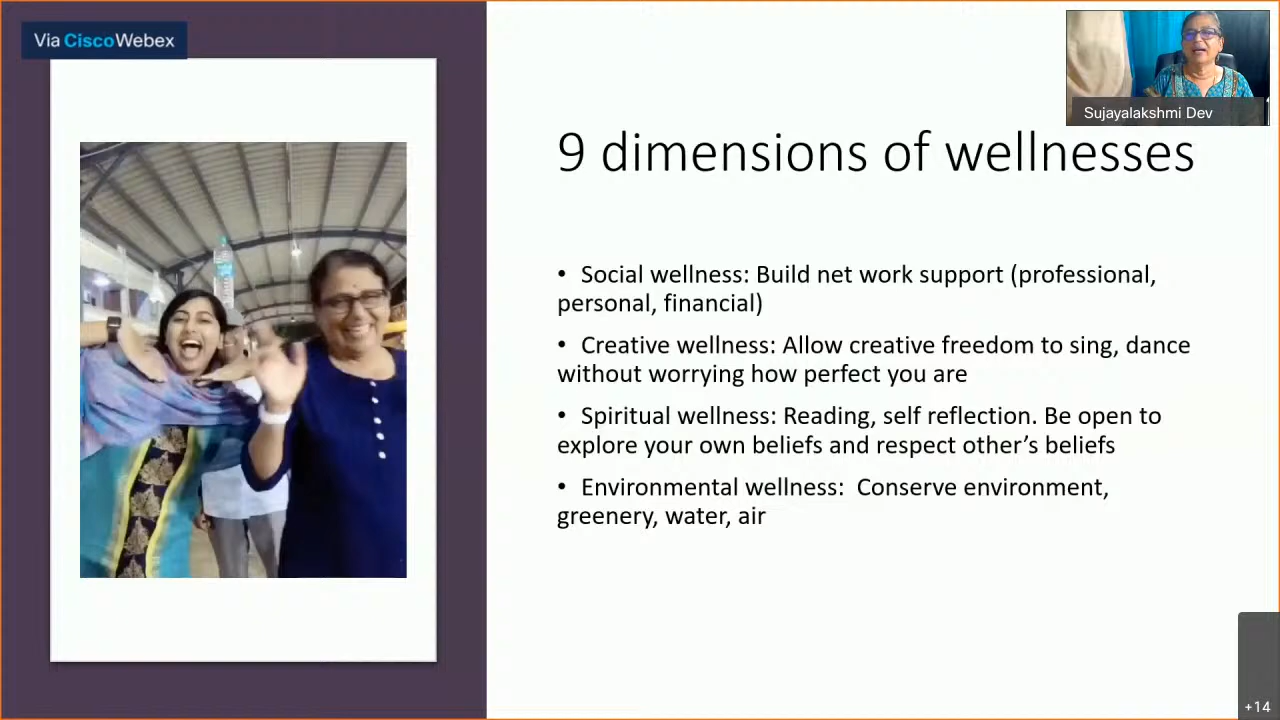 Via CiscoWebex
Sujayalakshmi Dev
9 dimensions of wellnesses
• Social wellness: Build net work support (professional,
personal, financial)
• Creative wellness: Allow creative freedom to sing, dance
without worrying how perfect you are
• Spiritual wellness: Reading, self reflection. Be open to
explore your own beliefs and respect other’s beliefs
• Environmental wellness:  Conserve environment,
greenery, water, air
+14